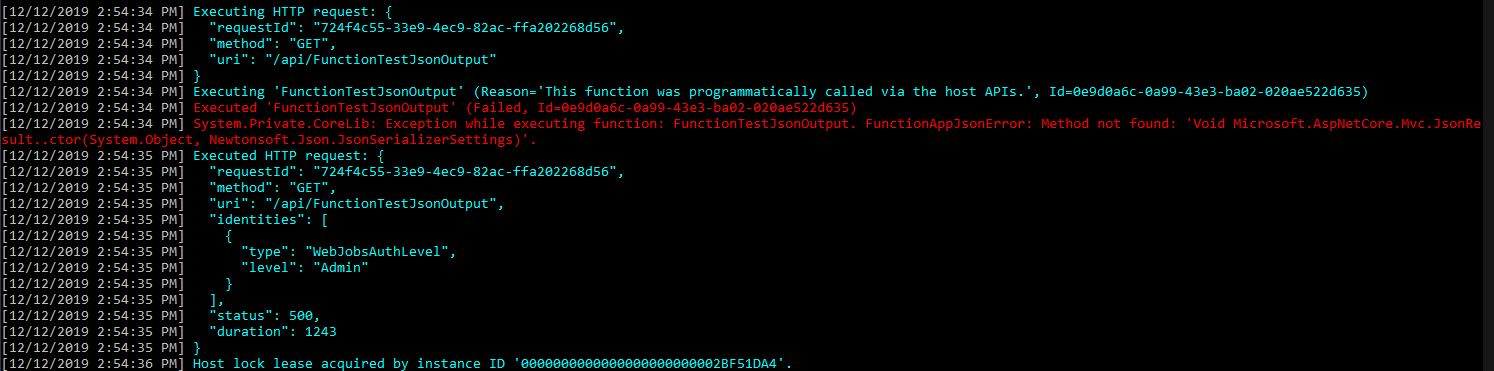 [12/12/2019 2:54:34 PM] Executing HTTP request: {
[12/12/2019 2:54:34 PM]   "requestId": "724f4c55-33e9-4ec9-82ac-ffa202268d56",
[12/12/2019 2:54:34 PM]   "method": "GET",
[12/12/2019 2:54:34 PM]   "uri": "/api/FunctionTestJsonOutput"
[12/12/2019 2:54:34 PM] }
[12/12/2019 2:54:34 PM] Executing 'FunctionTestJsonOutput' (Reason='This function was programmatically called via the host APIs.', Id=0e9d0a6c-0a99-43e3-ba02-020ae522d635)
[12/12/2019 2:54:34 PM] Executed 'FunctionTestJsonOutput' (Failed, Id=0e9d0a6c-0a99-43e3-ba02-020ae522d635)
[12/12/2019 2:54:34 PM] System.Private.CoreLib: Exception while executing function: FunctionTestJsonOutput. FunctionAppJsonError: Method not found: 'Void Microsoft.AspNetCore.Mvc.JsonRe
sult..ctor(System.Object, Newtonsoft.Json.JsonSerializerSettings)'.
[12/12/2019 2:54:35 PM] Executed HTTP request: {
[12/12/2019 2:54:35 PM]   "requestId": "724f4c55-33e9-4ec9-82ac-ffa202268d56",
[12/12/2019 2:54:35 PM]   "method": "GET",
[12/12/2019 2:54:35 PM]   "uri": "/api/FunctionTestJsonOutput",
[12/12/2019 2:54:35 PM]   "identities": [
[12/12/2019 2:54:35 PM]     {
[12/12/2019 2:54:35 PM]       "type": "WebJobsAuthLevel",
[12/12/2019 2:54:35 PM]       "level": "Admin"
[12/12/2019 2:54:35 PM]     }
[12/12/2019 2:54:35 PM]   ],
[12/12/2019 2:54:35 PM]   "status": 500,
[12/12/2019 2:54:35 PM]   "duration": 1243
[12/12/2019 2:54:35 PM] }
[12/12/2019 2:54:36 PM] Host lock lease acquired by instance ID '0000000000000000000000002BF51DA4'.